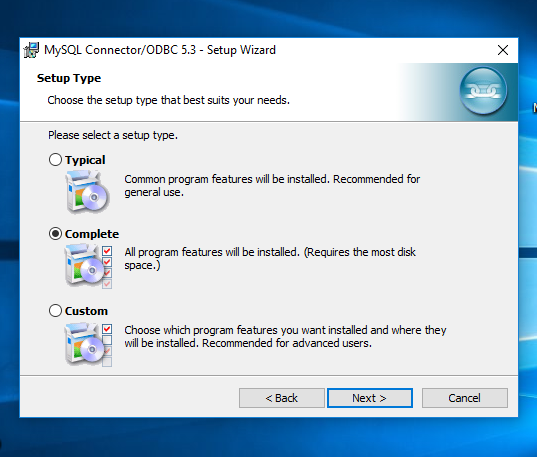 MySQL Connector/ODBC 5.3 - Setup Wizard
Setup Type
Choose the setup type that best suits your needs.
Please select a setup type.
Typical
Common program features will be installed. Recommended for
general use.
Complete
All program features will be installed. (Requires the most disk
space.)
Custom
Choose which program features you want installed and where they
will be installed. Recommended for advanced users.
< Back
Next >
Cancel